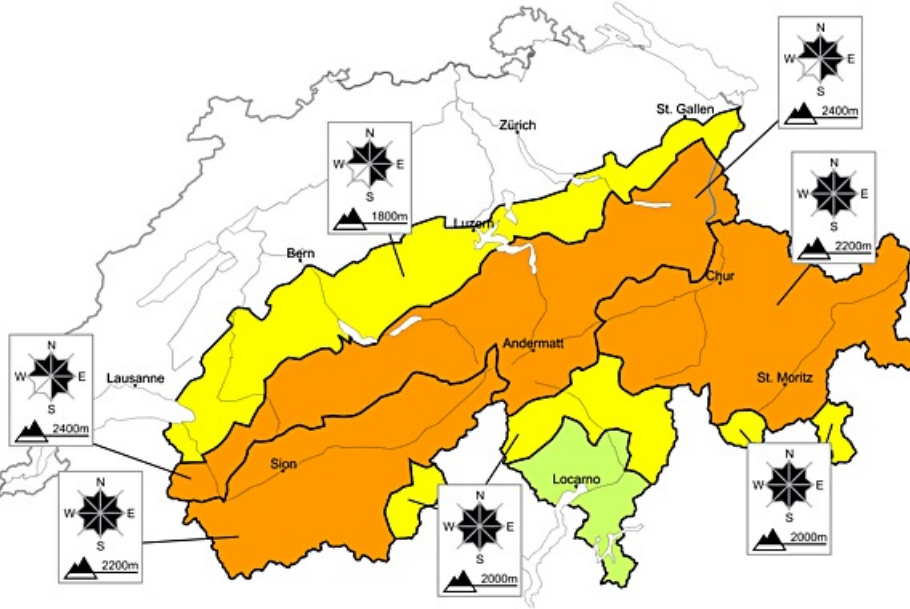 N
W E
S
2400m
St. Gallen
Zürich
N
W E
S
1800m
N
W E
S
2200m
Luzern
Bern
Chur
Andermatt
N
W E
S
2400m
Lausanne
St. Moritz
Sion
Locarno
N
W E
S
2200m
N
W E
S
2000m
N
W E
S
2000m